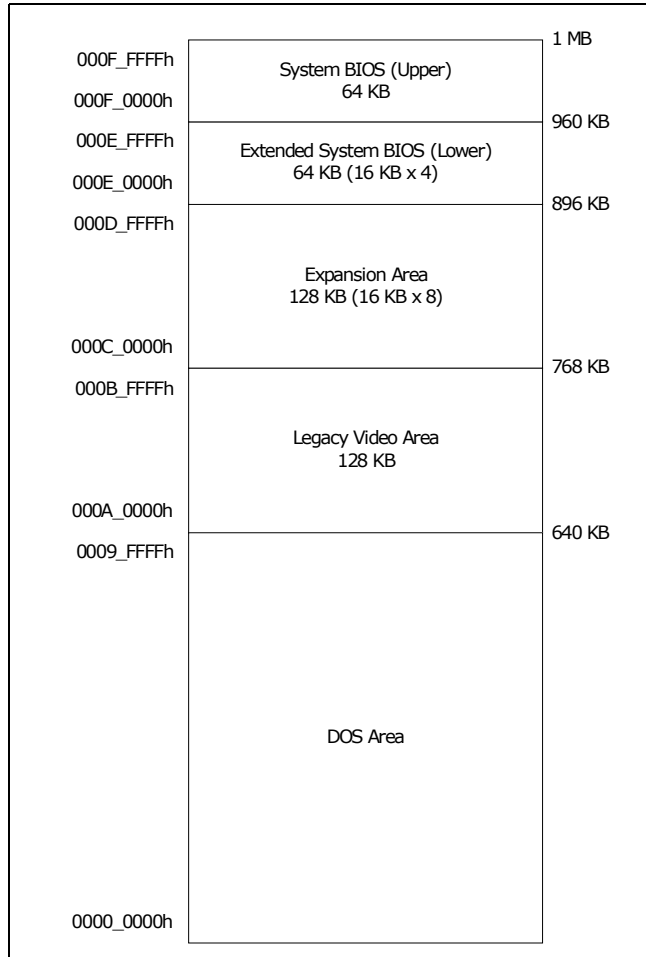 1 MB
000F_FFFFh
System BIOS (Upper)
64 KB
000F_0000h
960 KB
000E_FFFFh
Extended System BIOS (Lower)
64 KB (16 KB x 4)
000E_0000h
896 KB
000D_FFFFh
Expansion Area
128 KB (16 KB x 8)
000C_0000h
768 KB
000B_FFFFh
Legacy Video Area
128 KB
000A_0000h
640 KB
0009_FFFFh
DOS Area
0000_0000h